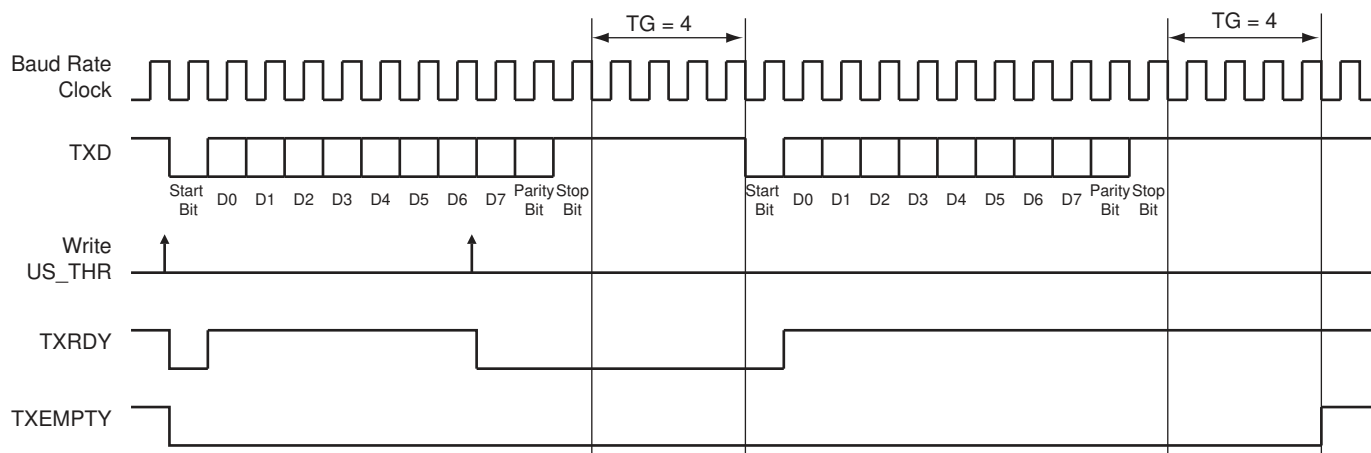 TG = 4
TG = 4
Baud Rate
Clock
TXD
Start
Bit
D0
D1
D2
D3
D4
D5
D6
D7
Parity
Bit
Stop
Bit
Start
Bit
D0
D1
D2
D3
D4
D5
D6
D7
Parity
Bit
Stop
Bit
Write
US_THR
TXRDY
TXEMPTY